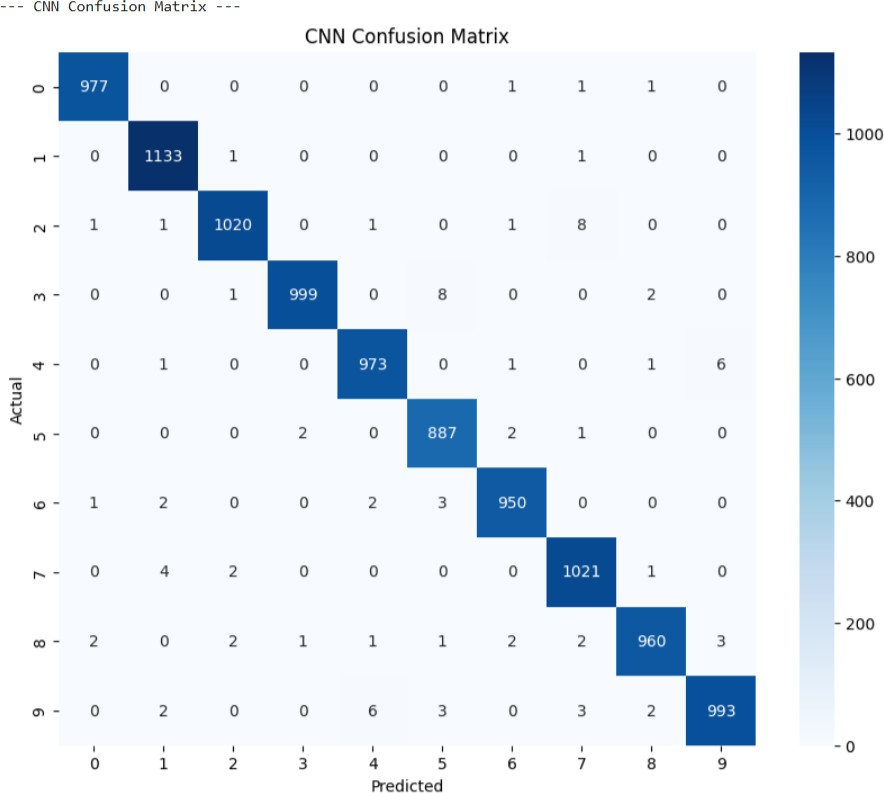 --- CNN Confusion Matrix ---
CNN Confusion Matrix
0 977 0 0 0 0 0 1 1 1 0
1 0 1133 1 0 0 0 0 1 0 0
2 1 1 1020 0 1 0 1 8 0 0
3 0 0 1 999 0 8 0 0 2 0
4 0 1 0 0 973 0 1 0 1 6
5 0 0 0 2 0 887 2 1 0 0
6 1 2 0 0 2 3 950 0 0 0
7 0 4 2 0 0 0 0 1021 1 0
8 2 0 2 1 1 1 2 2 960 3
9 0 2 0 0 6 3 0 3 2 993
0 1 2 3 4 5 6 7 8 9
Predicted
Actual
1000
800
600
400
200
0